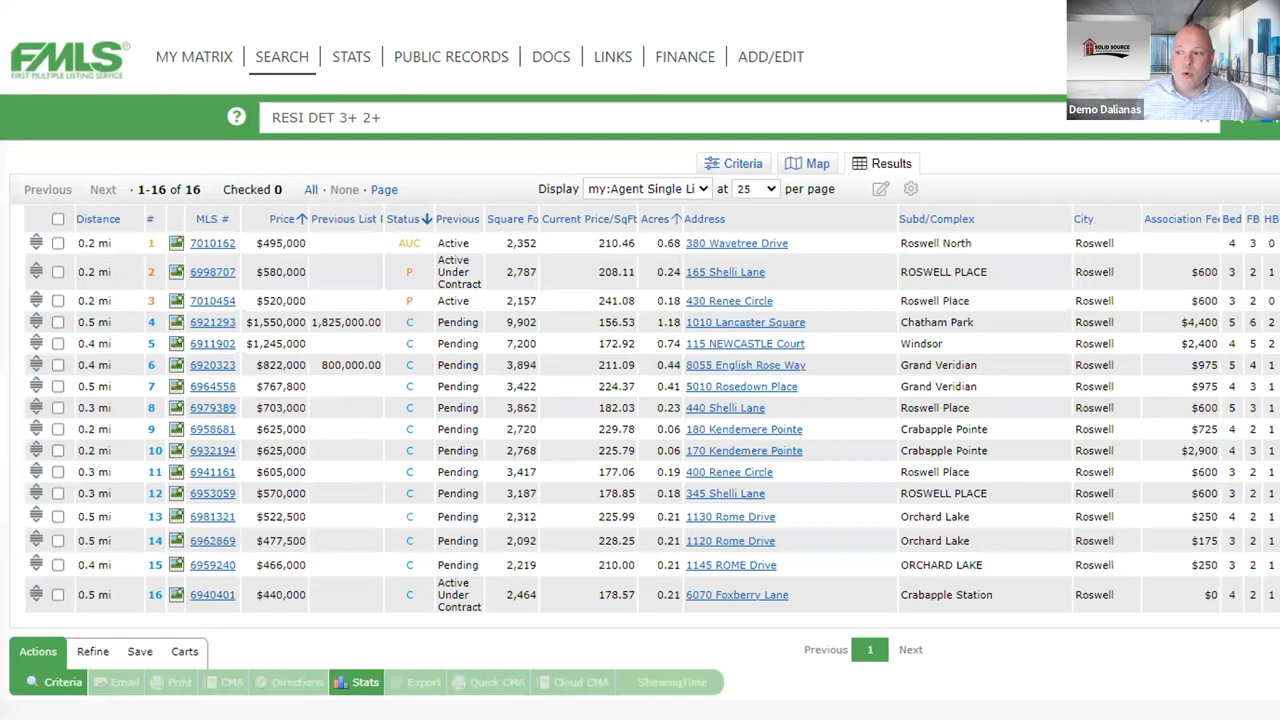 FMLS®
FIRST MULTIPLE LISTING SERVICE
MY MATRIX SEARCH STATS PUBLIC RECORDS DOCS LINKS FINANCE ADD/EDIT
SOLID SOURCE
Demo Dalianas
? RESI DET 3+ 2+
Criteria Map Results
Previous Next · 1-16 of 16 Checked 0 All · None · Page Display my:Agent Single Li at 25 per page
Distance # MLS # Price Previous List Status Previous Square Fo Current Price/SqFt Acres Address Subd/Complex City Association Fee Bed FB HB
0.2 mi 1 7010162 $495,000 AUC Active 2,352 210.46 0.68 380 Wavetree Drive Roswell North Roswell 4 3 0
0.2 mi 2 6998707 $580,000 P Active Under Contract 2,787 208.11 0.24 165 Shelli Lane ROSWELL PLACE Roswell $600 3 2 1
0.2 mi 3 7010454 $520,000 P Active 2,157 241.08 0.18 430 Renee Circle Roswell Place Roswell $600 3 2 0
0.5 mi 4 6921293 $1,550,000 1,825,000.00 C Pending 9,902 156.53 1.18 1010 Lancaster Square Chatham Park Roswell $4,400 5 6 2
0.4 mi 5 6911902 $1,245,000 C Pending 7,200 172.92 0.74 115 NEWCASTLE Court Windsor Roswell $2,400 4 5 2
0.4 mi 6 6920323 $822,000 800,000.00 C Pending 3,894 211.09 0.44 8055 English Rose Way Grand Veridian Roswell $975 5 4 1
0.5 mi 7 6964558 $767,800 C Pending 3,422 224.37 0.41 5010 Rosedown Place Grand Veridian Roswell $975 4 3 1
0.3 mi 8 6979389 $703,000 C Pending 3,862 182.03 0.23 440 Shelli Lane Roswell Place Roswell $600 5 3 1
0.2 mi 9 6958681 $625,000 C Pending 2,720 229.78 0.06 180 Kendemere Pointe Crabapple Pointe Roswell $725 4 2 1
0.2 mi 10 6932194 $625,000 C Pending 2,768 225.79 0.06 170 Kendemere Pointe Crabapple Pointe Roswell $2,900 4 3 1
0.3 mi 11 6941161 $605,000 C Pending 3,417 177.06 0.19 400 Renee Circle Roswell Place Roswell $600 3 2 1
0.3 mi 12 6953059 $570,000 C Pending 3,187 178.85 0.18 345 Shelli Lane ROSWELL PLACE Roswell $600 3 2 1
0.5 mi 13 6981321 $522,500 C Pending 2,312 225.99 0.21 1130 Rome Drive Orchard Lake Roswell $250 4 2 1
0.5 mi 14 6962869 $477,500 C Pending 2,092 228.25 0.21 1120 Rome Drive Orchard Lake Roswell $175 3 2 1
0.4 mi 15 6959240 $466,000 C Pending 2,219 210.00 0.21 1145 ROME Drive ORCHARD LAKE Roswell $250 3 2 1
0.5 mi 16 6940401 $440,000 C Active Under Contract 2,464 178.57 0.21 6070 Foxberry Lane Crabapple Station Roswell $0 4 2 1
Actions Refine Save Carts Previous 1 Next
Criteria Email Print CMA Directions Stats Export Quick CMA Cloud CMA ShowingTime